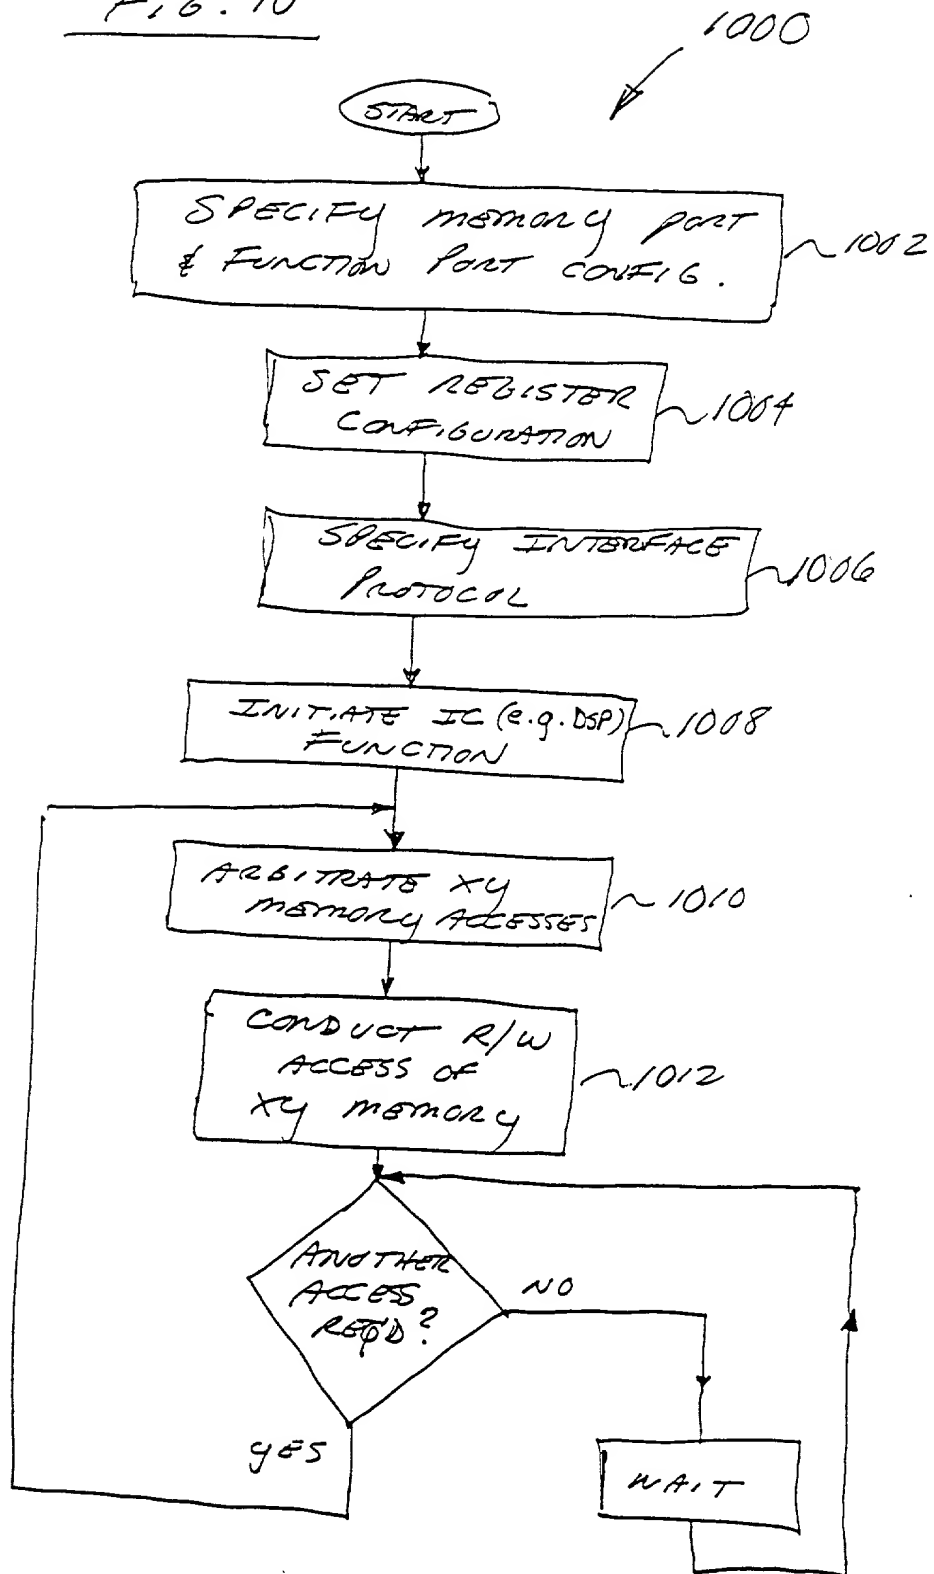 FIG. 10
1000
START
SPECIFY MEMORY PORT
& FUNCTION PORT CONFIG.
1002
SET REGISTER
CONFIGURATION
1004
SPECIFY INTERFACE
PROTOCOL
1006
INITIATE IC (e.g. DSP)
FUNCTION
1008
ARBITRATE XY
MEMORY ACCESSES
1010
CONDUCT R/W
ACCESS OF
XY MEMORY
1012
ANOTHER
ACCESS
REQ'D?
NO
YES
WAIT